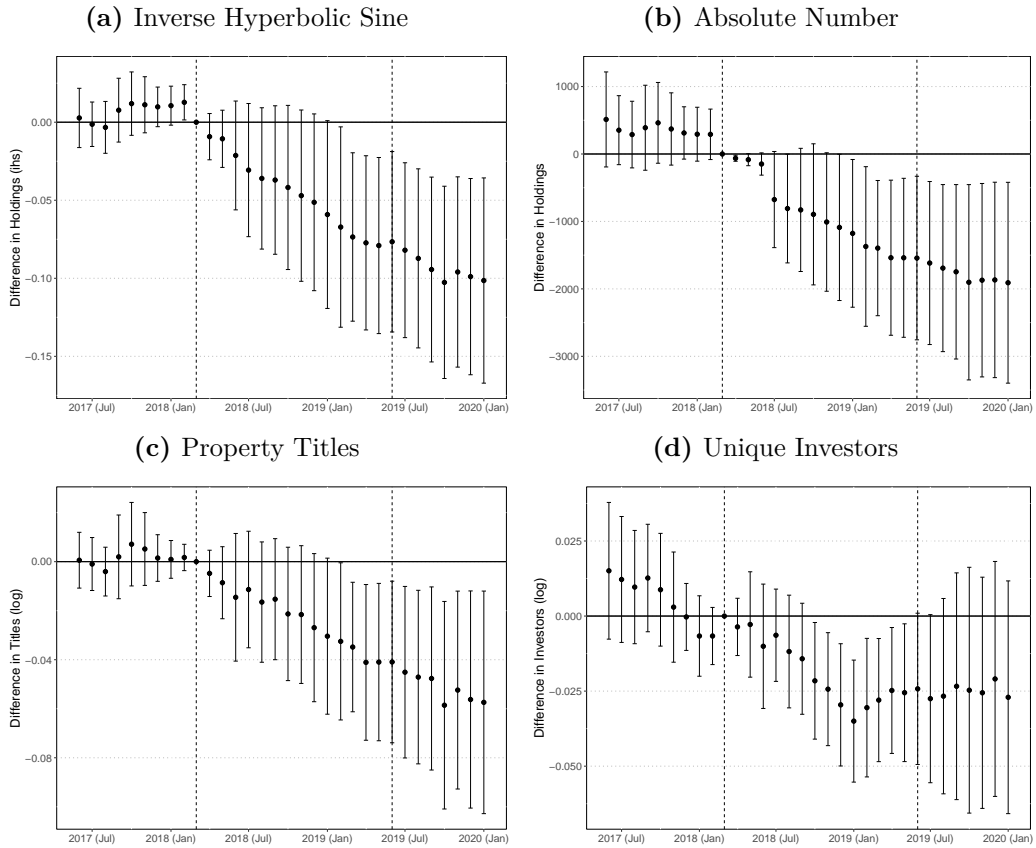 (a) Inverse Hyperbolic Sine
Difference in Holdings (ihs)
0.00
−0.05
−0.10
−0.15
2017 (Jul)
2018 (Jan)
2018 (Jul)
2019 (Jan)
2019 (Jul)
2020 (Jan)
(b) Absolute Number
Difference in Holdings
1000
0
−1000
−2000
−3000
2017 (Jul)
2018 (Jan)
2018 (Jul)
2019 (Jan)
2019 (Jul)
2020 (Jan)
(c) Property Titles
Difference in Titles (log)
0.00
−0.04
−0.08
2017 (Jul)
2018 (Jan)
2018 (Jul)
2019 (Jan)
2019 (Jul)
2020 (Jan)
(d) Unique Investors
Difference in Investors (log)
0.025
0.000
−0.025
−0.050
2017 (Jul)
2018 (Jan)
2018 (Jul)
2019 (Jan)
2019 (Jul)
2020 (Jan)